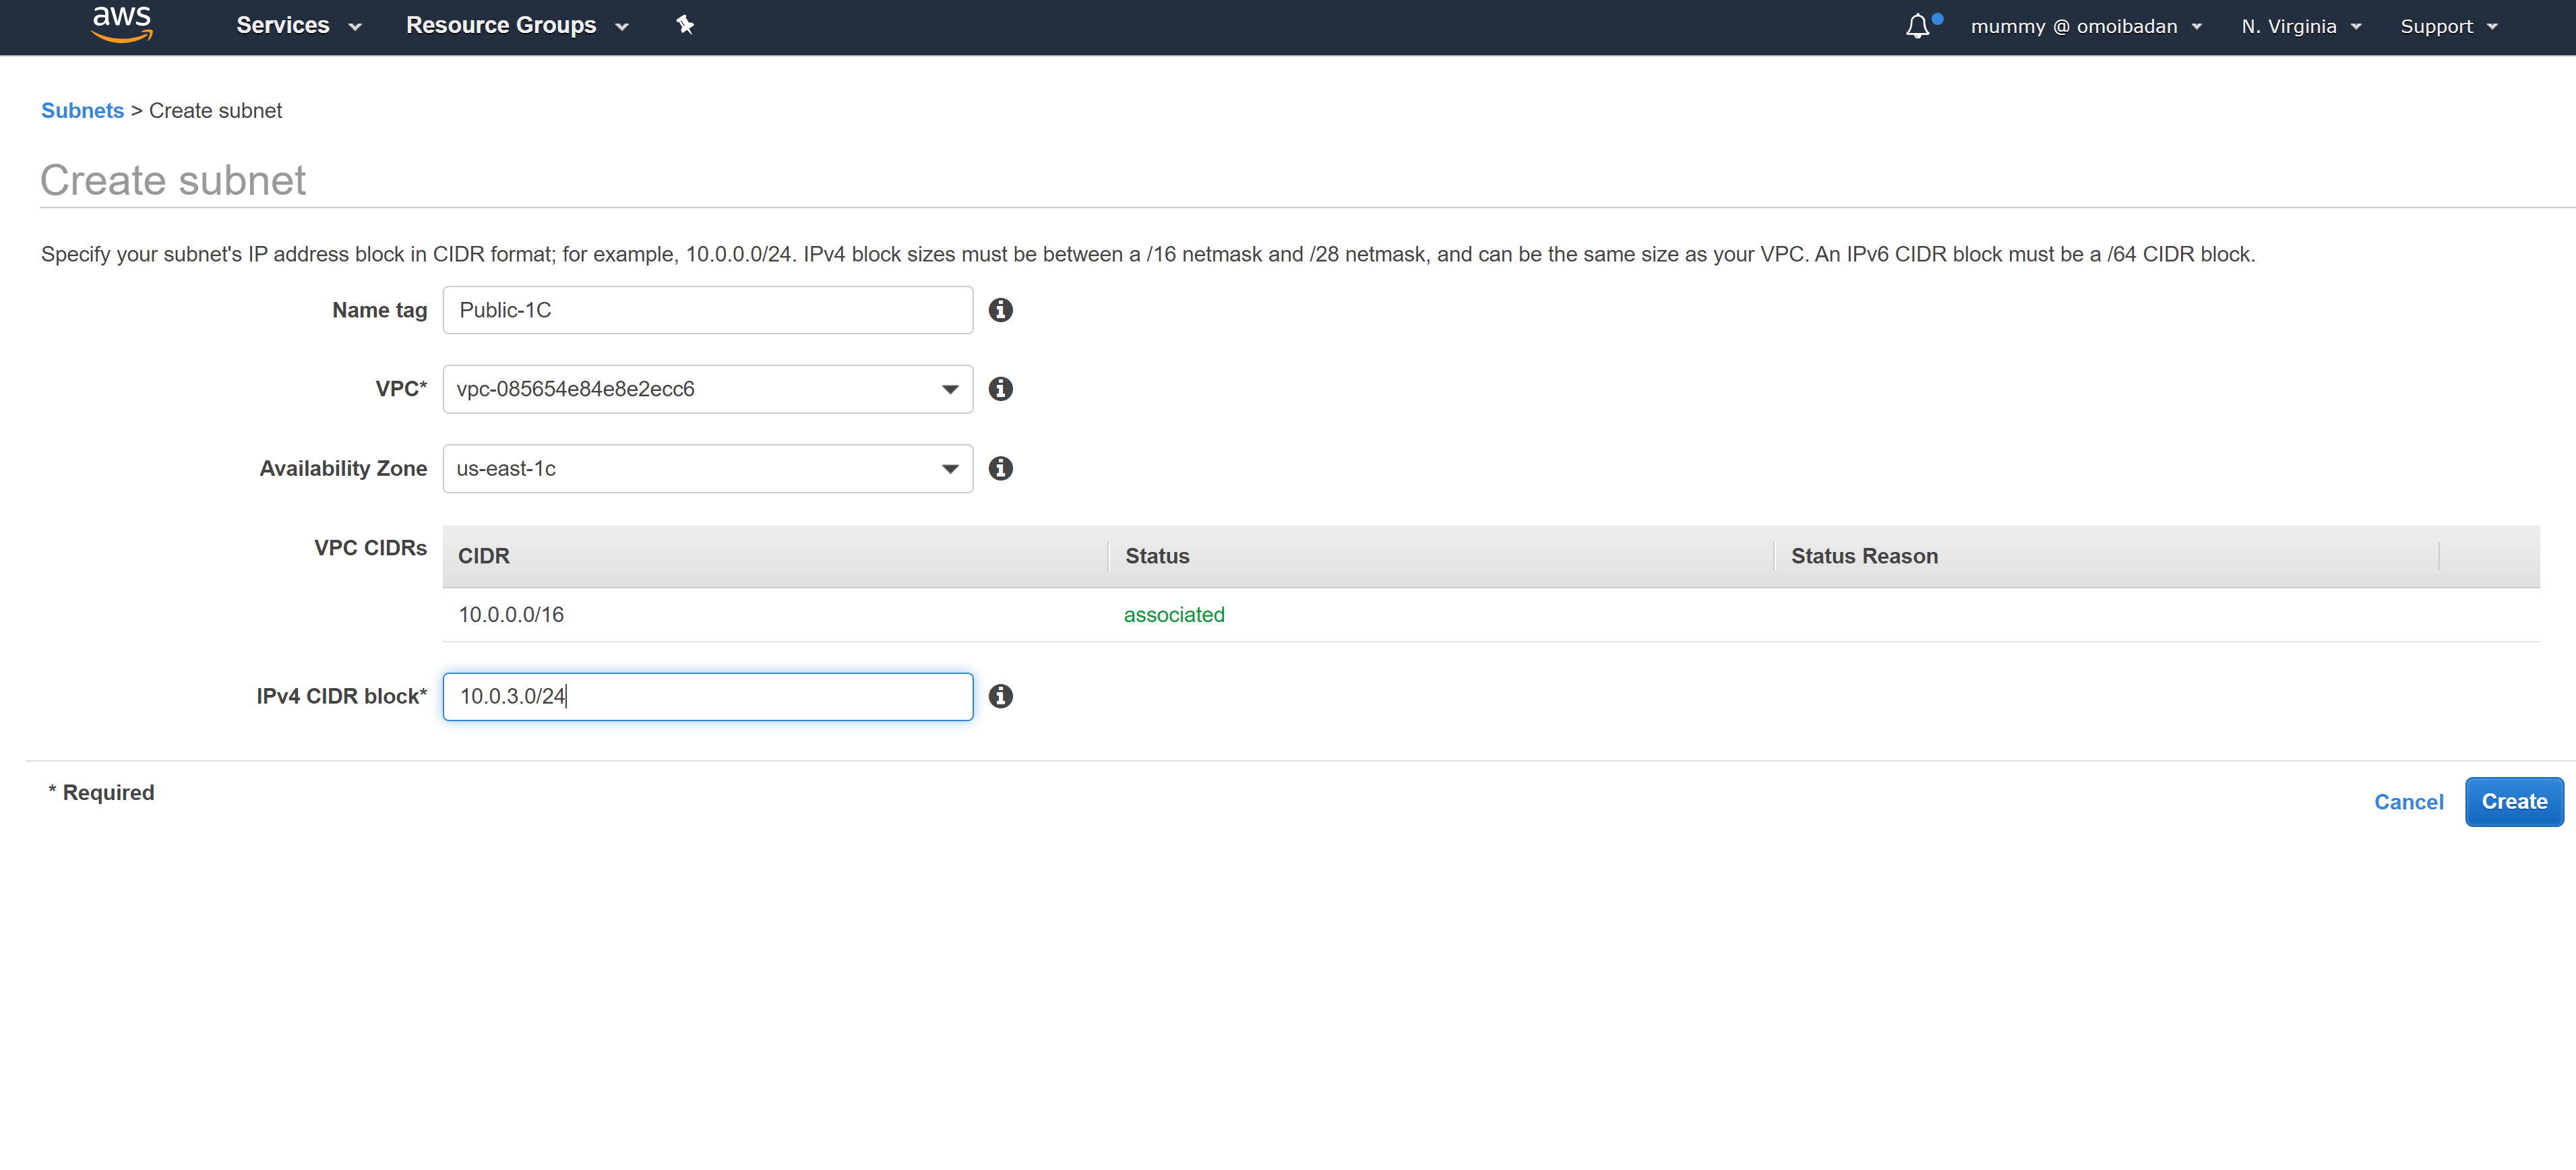 aws Services Resource Groups mummy @ omoibadan N. Virginia Support
Subnets > Create subnet
Create subnet
Specify your subnet's IP address block in CIDR format; for example, 10.0.0.0/24. IPv4 block sizes must be between a /16 netmask and /28 netmask, and can be the same size as your VPC. An IPv6 CIDR block must be a /64 CIDR block.
Name tag Public-1C
VPC* vpc-085654e84e8e2ecc6
Availability Zone us-east-1c
VPC CIDRs CIDR Status Status Reason
10.0.0.0/16 associated
IPv4 CIDR block* 10.0.3.0/24
* Required
Cancel Create